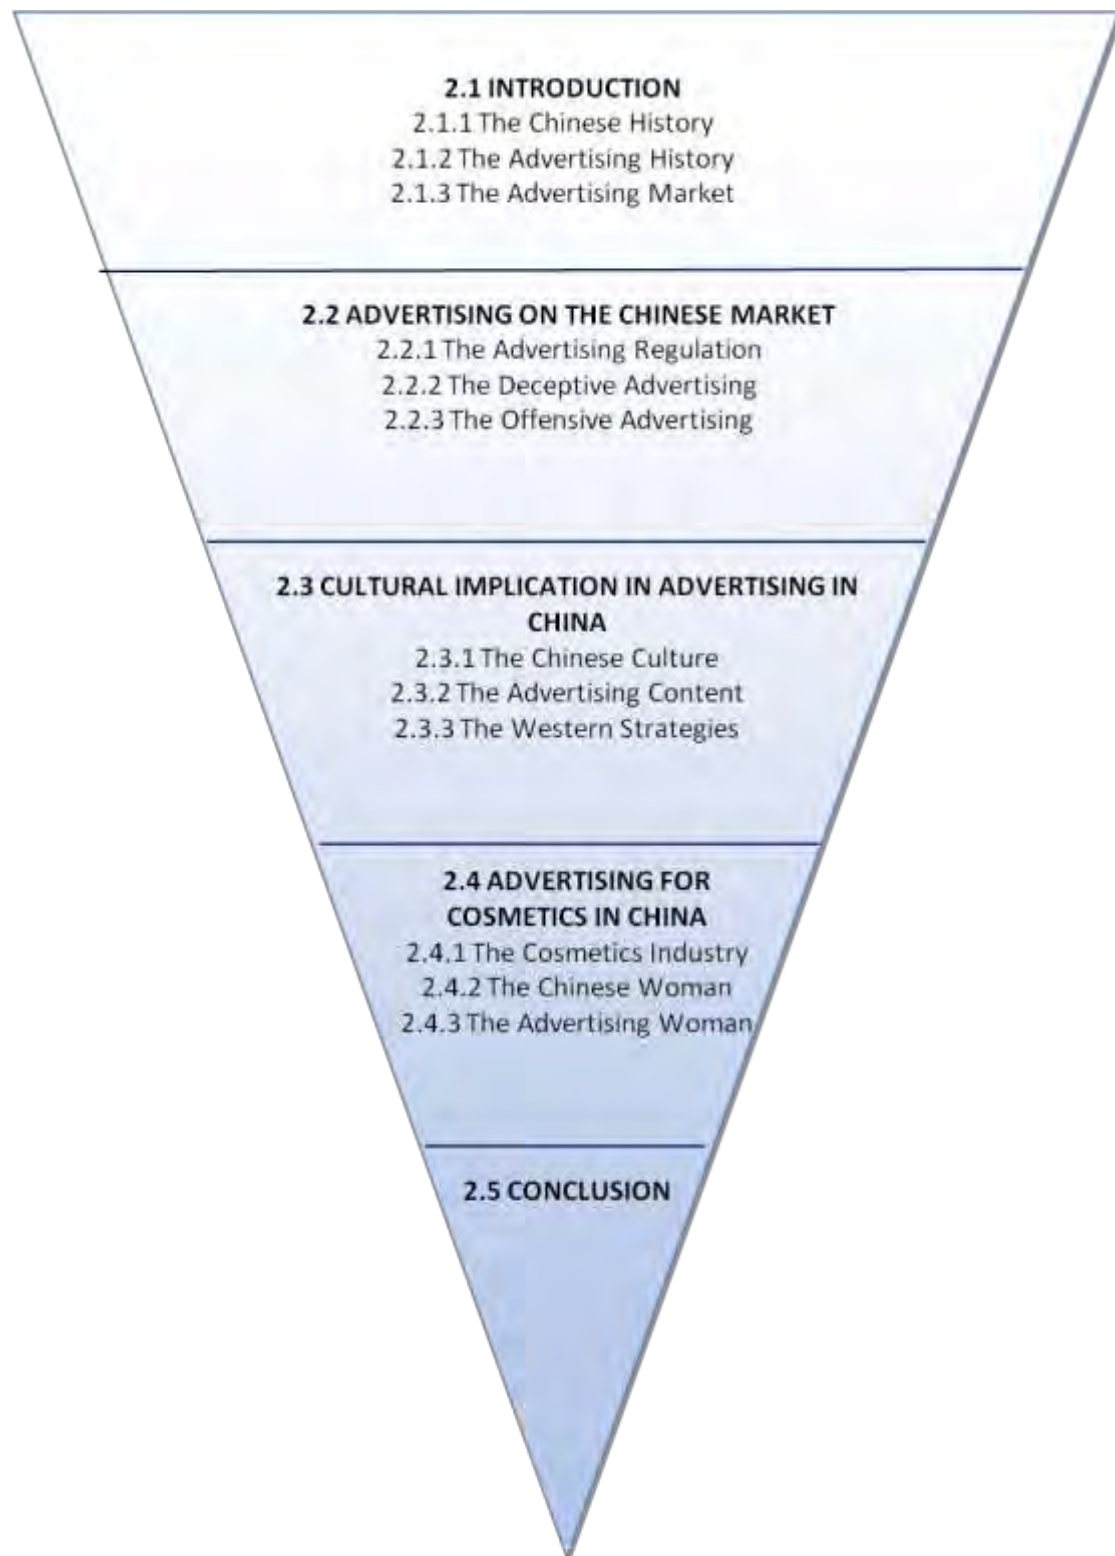 2.1 INTRODUCTION
2.1.1 The Chinese History
2.1.2 The Advertising History
2.1.3 The Advertising Market
2.2 ADVERTISING ON THE CHINESE MARKET
2.2.1 The Advertising Regulation
2.2.2 The Deceptive Advertising
2.2.3 The Offensive Advertising
2.3 CULTURAL IMPLICATION IN ADVERTISING IN
CHINA
2.3.1 The Chinese Culture
2.3.2 The Advertising Content
2.3.3 The Western Strategies
2.4 ADVERTISING FOR
COSMETICS IN CHINA
2.4.1 The Cosmetics Industry
2.4.2 The Chinese Woman
2.4.3 The Advertising Woman
2.5 CONCLUSION